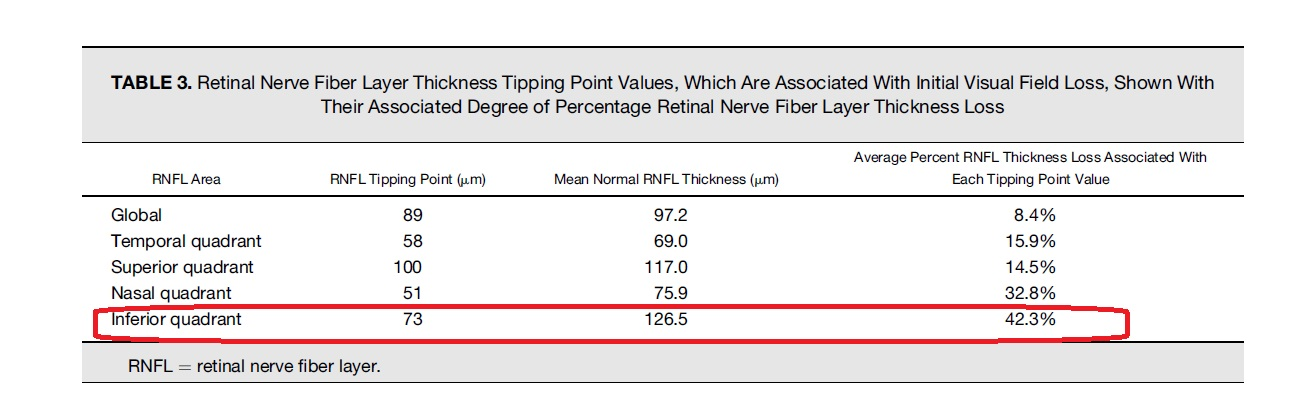 TABLE 3. Retinal Nerve Fiber Layer Thickness Tipping Point Values, Which Are Associated With Initial Visual Field Loss, Shown With
Their Associated Degree of Percentage Retinal Nerve Fiber Layer Thickness Loss
RNFL Area RNFL Tipping Point (μm) Mean Normal RNFL Thickness (μm) Average Percent RNFL Thickness Loss Associated With
Each Tipping Point Value
Global 89 97.2 8.4%
Temporal quadrant 58 69.0 15.9%
Superior quadrant 100 117.0 14.5%
Nasal quadrant 51 75.9 32.8%
Inferior quadrant 73 126.5 42.3%
RNFL = retinal nerve fiber layer.